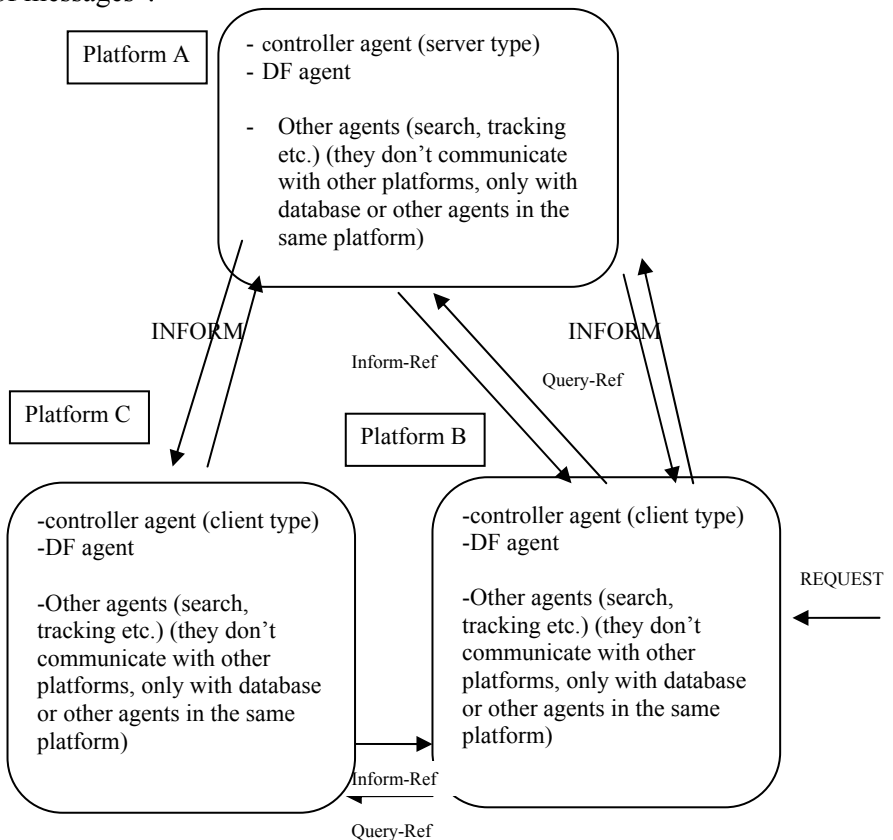 of messages".
Platform A
- controller agent (server type)
- DF agent
- Other agents (search, tracking
etc.) (they don't communicate
with other platforms, only with
database or other agents in the
same platform)
INFORM
INFORM
Inform-Ref
Query-Ref
Platform C
Platform B
-controller agent (client type)
-DF agent
-Other agents (search,
tracking etc.) (they don't
communicate with other
platforms, only with database
or other agents in the same
platform)
-controller agent (client type)
-DF agent
-Other agents (search,
tracking etc.) (they don't
communicate with other
platforms, only with database
or other agents in the same
platform)
REQUEST
Inform-Ref
Query-Ref